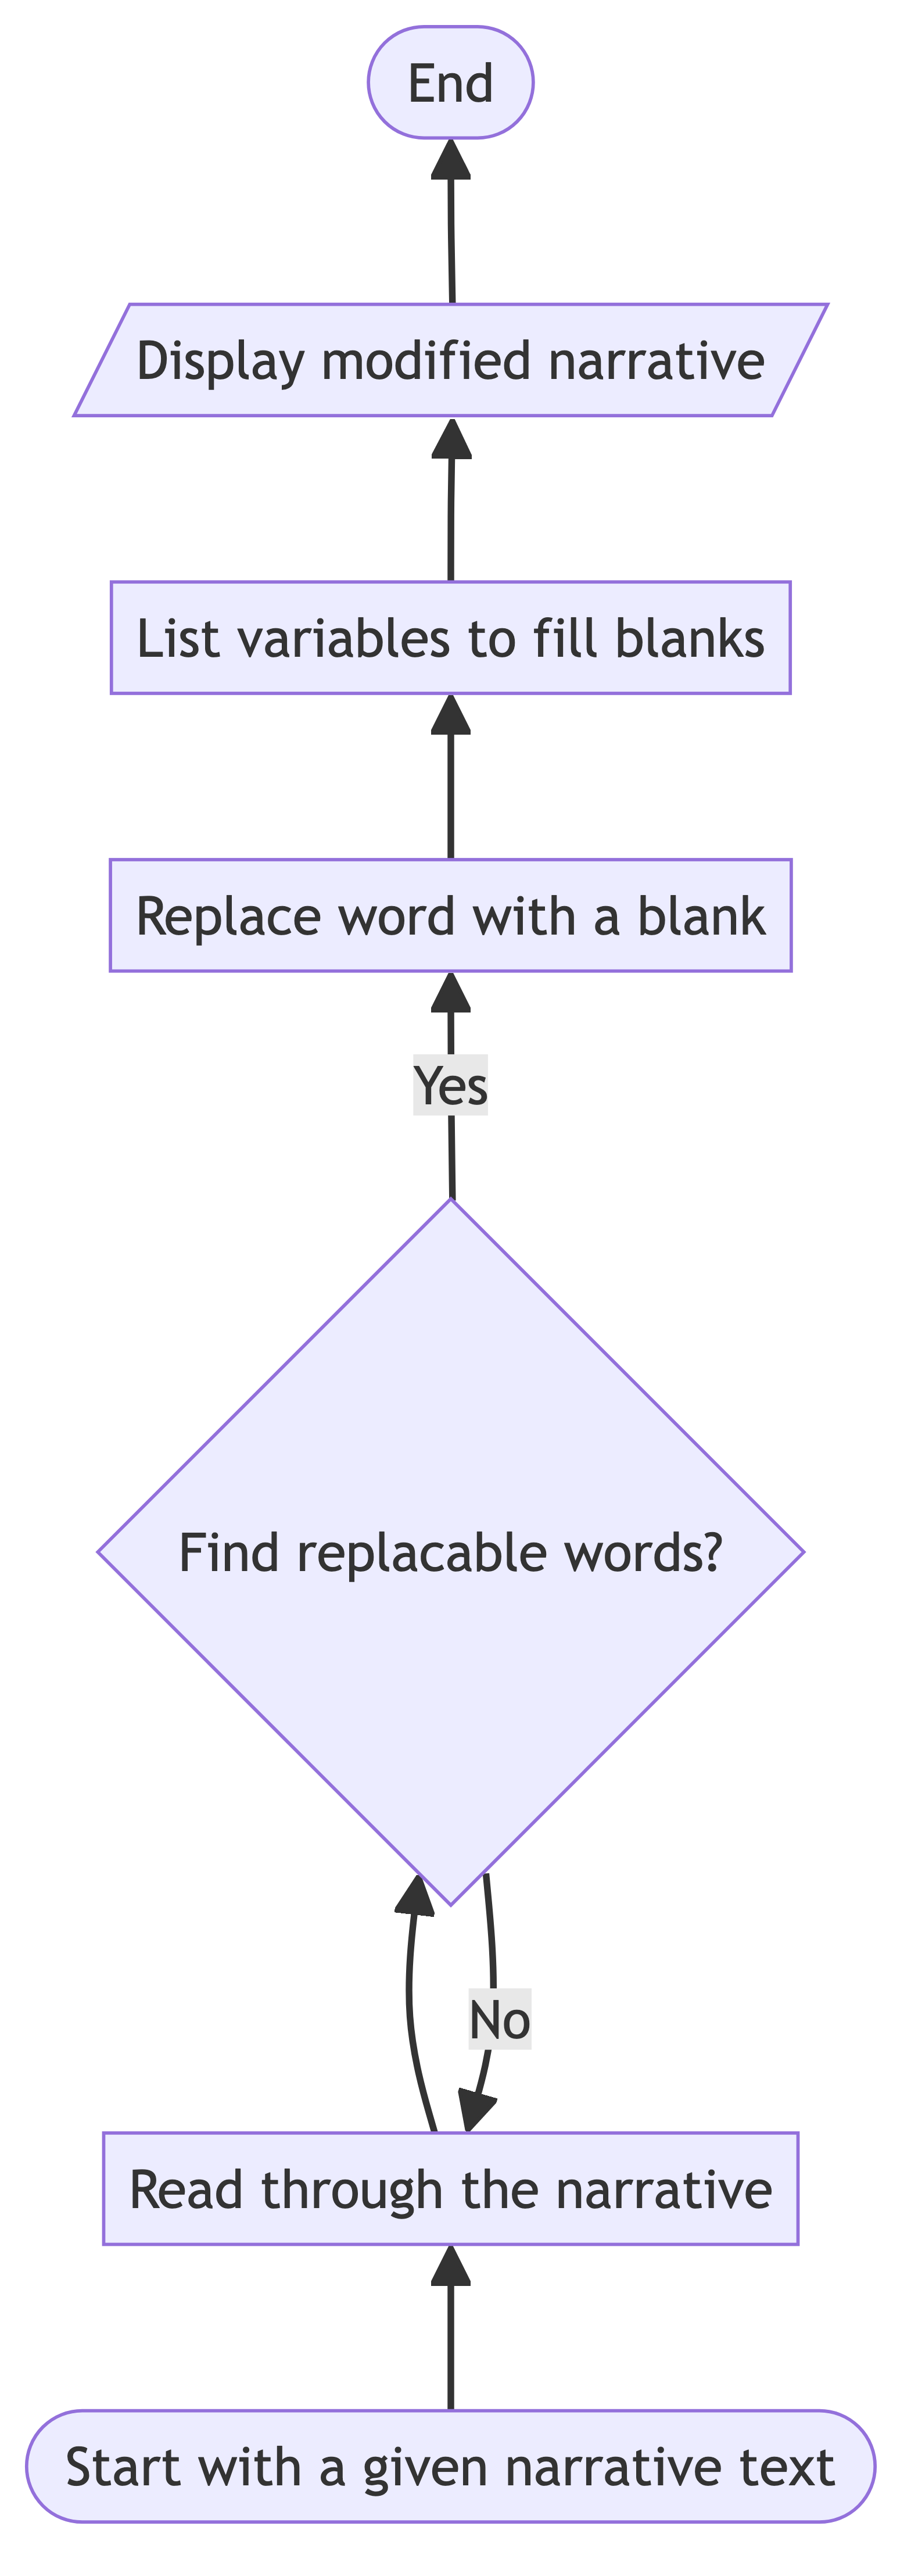 End
Display modified narrative
List variables to fill blanks
Replace word with a blank
Yes
Find replacable words?
No
Read through the narrative
Start with a given narrative text